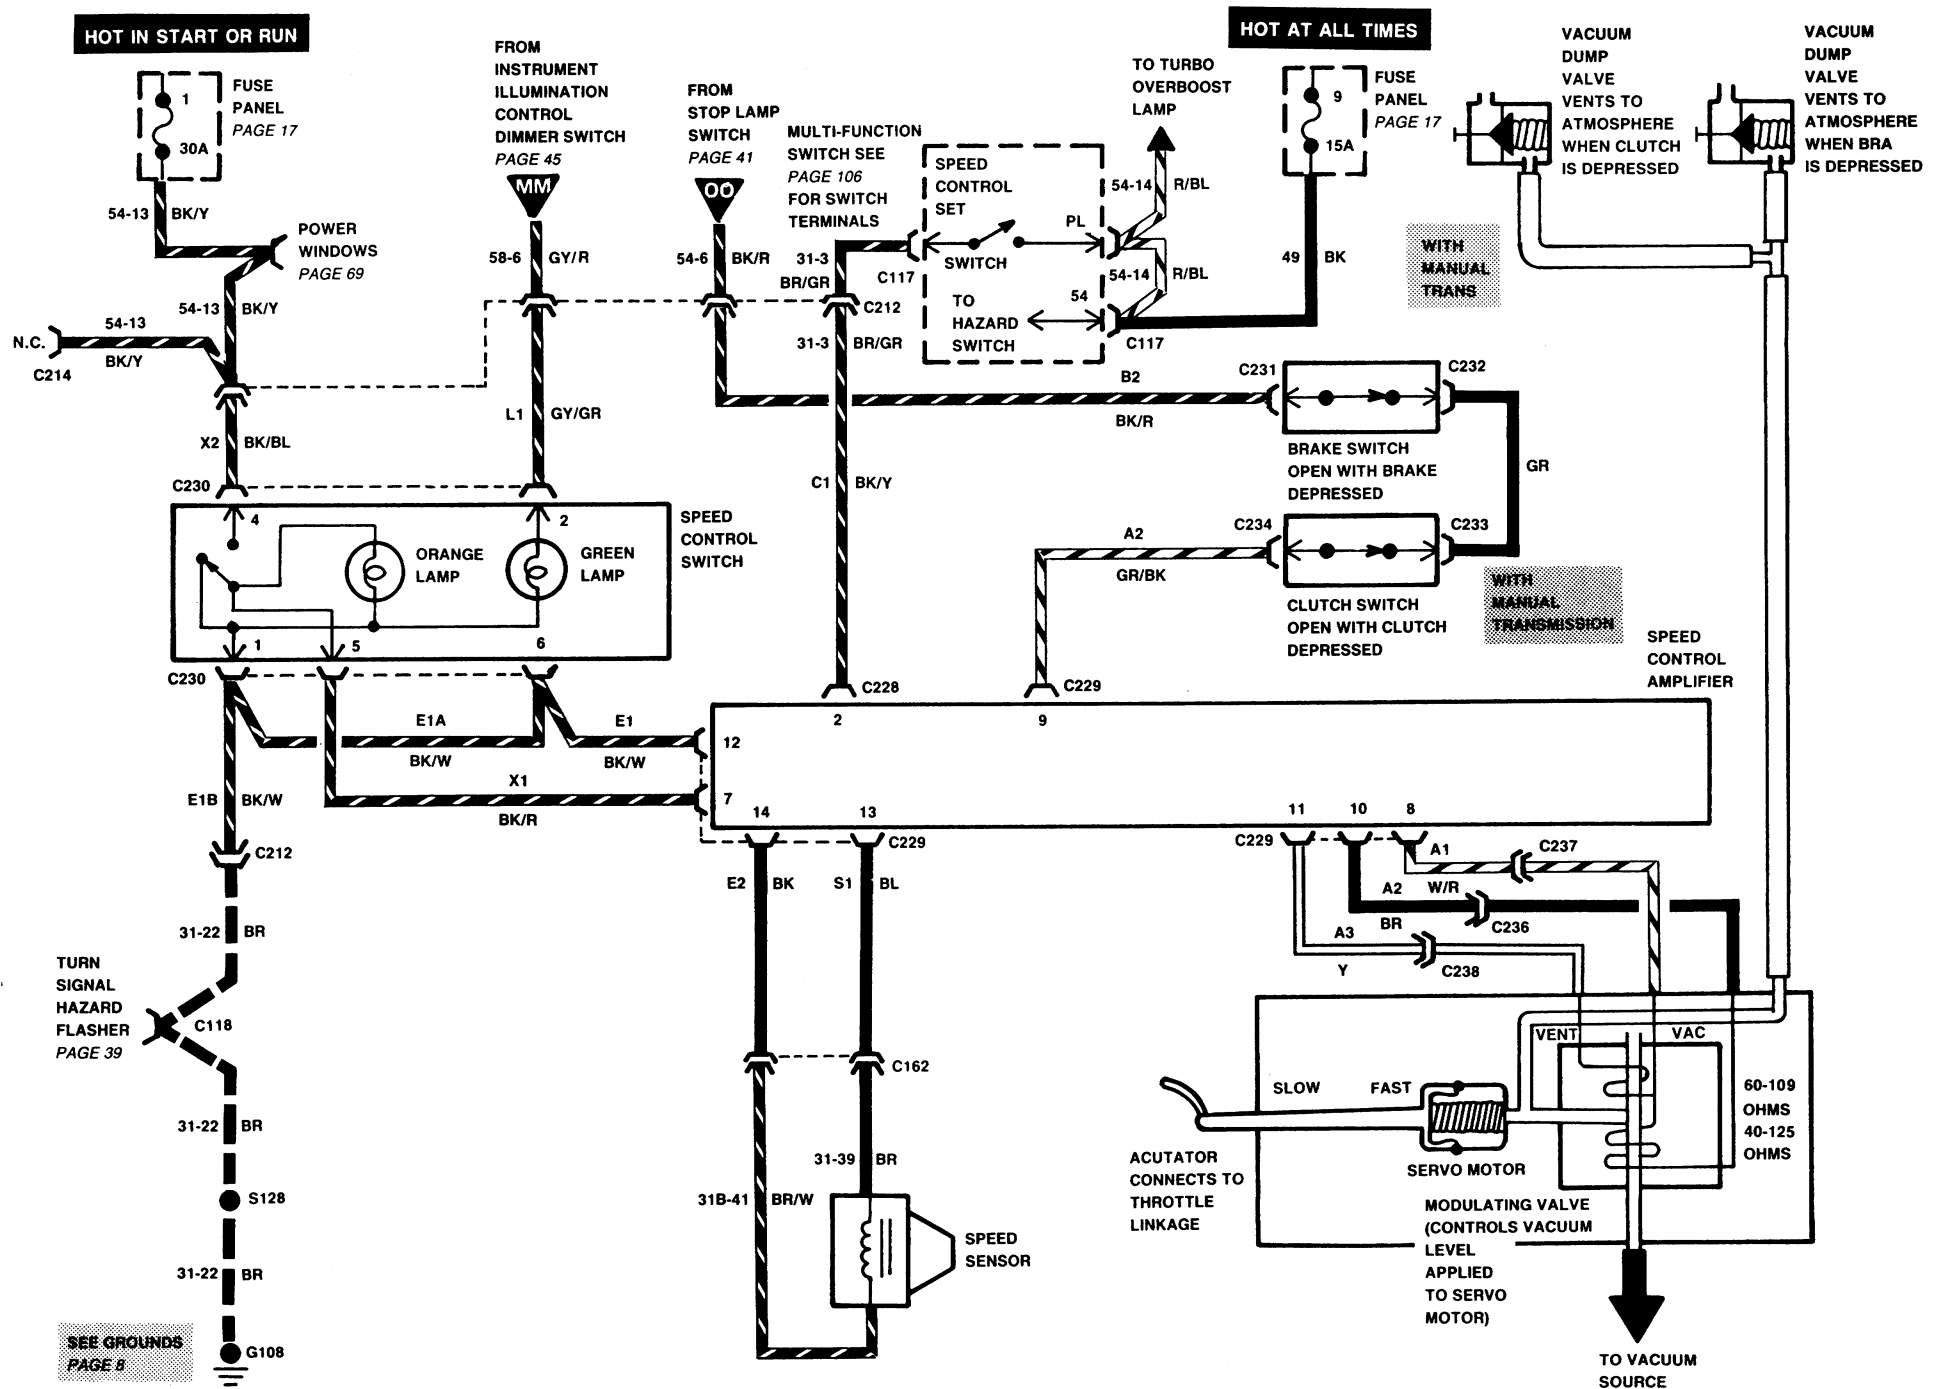 HOT IN START OR RUN
1
30A
FUSE
PANEL
PAGE 17
54-13
BK/Y
POWER
WINDOWS
PAGE 69
54-13
BK/Y
N.C.
54-13
BK/Y
C214
X2
BK/BL
C230
FROM
INSTRUMENT
ILLUMINATION
CONTROL
DIMMER SWITCH
PAGE 45
MM
58-6
GY/R
L1
GY/GR
FROM
STOP LAMP
SWITCH
PAGE 41
OO
54-6
BK/R
MULTI-FUNCTION
SWITCH SEE
PAGE 106
FOR SWITCH
TERMINALS
31-3
BR/GR
C117
C212
31-3
BR/GR
SPEED
CONTROL
SET
SWITCH
PL
TO
HAZARD
SWITCH
54
C117
TO TURBO
OVERBOOST
LAMP
54-14
R/BL
54-14
R/BL
HOT AT ALL TIMES
9
15A
FUSE
PANEL
PAGE 17
49
BK
VACUUM
DUMP
VALVE
VENTS TO
ATMOSPHERE
WHEN CLUTCH
IS DEPRESSED
VACUUM
DUMP
VALVE
VENTS TO
ATMOSPHERE
WHEN BRA
IS DEPRESSED
WITH
MANUAL
TRANS
B2
BK/R
C231
C232
BRAKE SWITCH
OPEN WITH BRAKE
DEPRESSED
GR
C1
BK/Y
A2
GR/BK
C234
C233
CLUTCH SWITCH
OPEN WITH CLUTCH
DEPRESSED
WITH
MANUAL
TRANSMISSION
4
2
ORANGE
LAMP
GREEN
LAMP
SPEED
CONTROL
SWITCH
1
5
6
C230
E1A
BK/W
E1
BK/W
X1
BK/R
E1B
BK/W
C212
C228
C229
SPEED
CONTROL
AMPLIFIER
2
9
12
7
14
13
11
10
8
C229
C229
E2
BK
S1
BL
A1
W/R
C237
A2
BR
C236
A3
Y
C238
31-22
BR
TURN
SIGNAL
HAZARD
FLASHER
PAGE 39
C118
31-22
BR
S128
31-22
BR
SEE GROUNDS
PAGE 8
G108
C162
31-39
BR
31B-41
BR/W
SPEED
SENSOR
VENT
VAC
SLOW
FAST
SERVO MOTOR
60-109
OHMS
40-125
OHMS
ACUTATOR
CONNECTS TO
THROTTLE
LINKAGE
MODULATING VALVE
(CONTROLS VACUUM
LEVEL
APPLIED
TO SERVO
MOTOR)
TO VACUUM
SOURCE